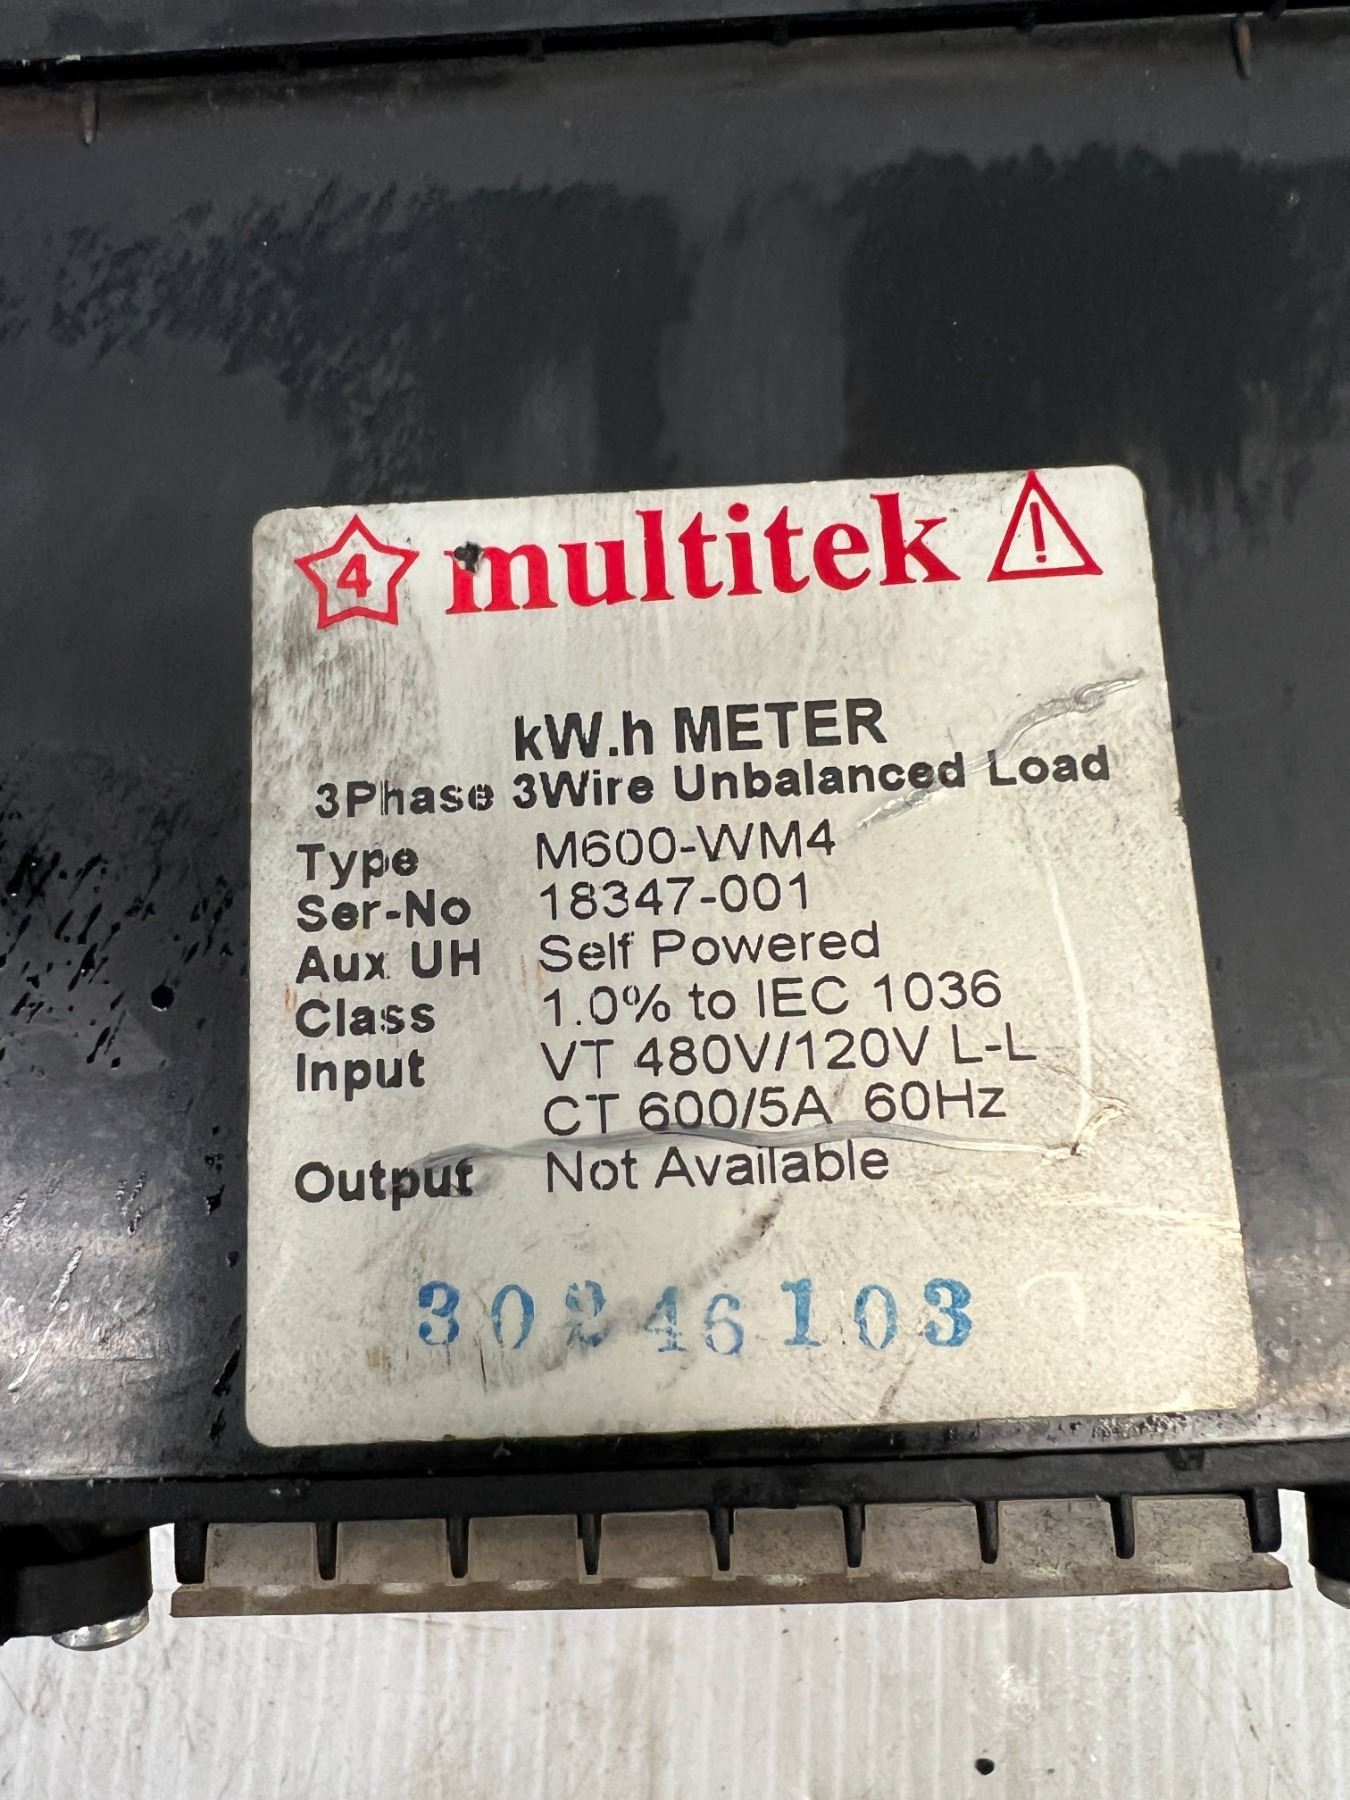 4 multitek !
kW.h METER
3Phase 3Wire Unbalanced Load
Type M600-WM4
Ser-No 18347-001
Aux UH Self Powered
Class 1.0% to IEC 1036
Input VT 480V/120V L-L
CT 600/5A 60Hz
Output Not Available
30246103